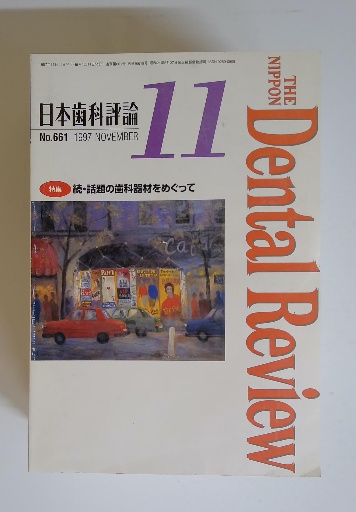 日本歯科評論
11
No.661 1997 NOVEMBER
特集 続・話題の歯科器材をめぐって
THE NIPPON
Dental Review
café